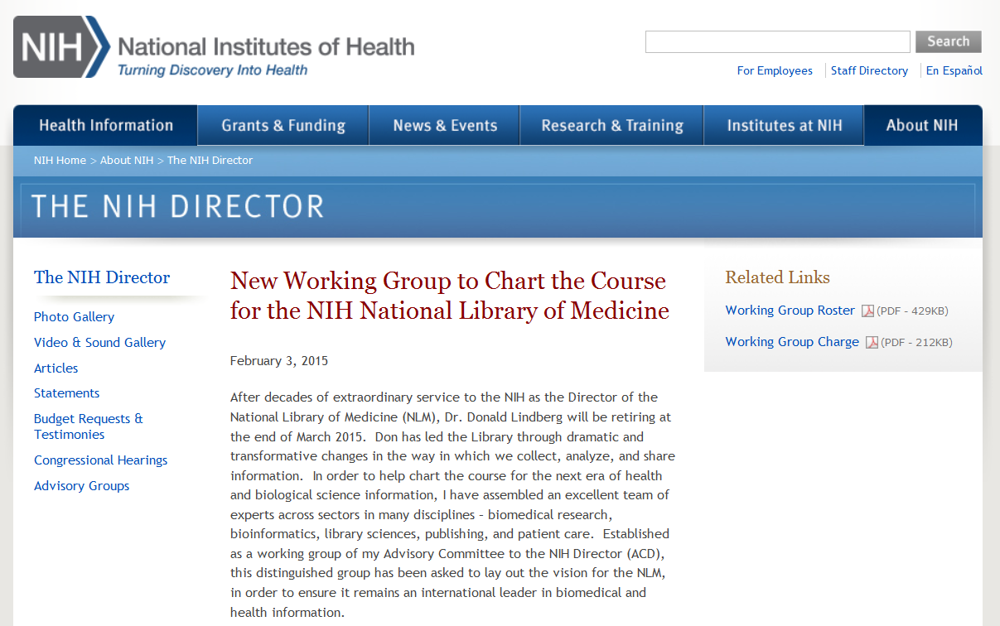 NIH National Institutes of Health
Turning Discovery Into Health
Search
For Employees
Staff Directory
En Español
Health Information
Grants & Funding
News & Events
Research & Training
Institutes at NIH
About NIH
NIH Home > About NIH > The NIH Director
THE NIH DIRECTOR
The NIH Director
Photo Gallery
Video & Sound Gallery
Articles
Statements
Budget Requests &
Testimonies
Congressional Hearings
Advisory Groups
New Working Group to Chart the Course
for the NIH National Library of Medicine
February 3, 2015
After decades of extraordinary service to the NIH as the Director of the
National Library of Medicine (NLM), Dr. Donald Lindberg will be retiring at
the end of March 2015.  Don has led the Library through dramatic and
transformative changes in the way in which we collect, analyze, and share
information.  In order to help chart the course for the next era of health
and biological science information, I have assembled an excellent team of
experts across sectors in many disciplines – biomedical research,
bioinformatics, library sciences, publishing, and patient care.  Established
as a working group of my Advisory Committee to the NIH Director (ACD),
this distinguished group has been asked to lay out the vision for the NLM,
in order to ensure it remains an international leader in biomedical and
health information.
Related Links
Working Group Roster (PDF - 429KB)
Working Group Charge (PDF - 212KB)